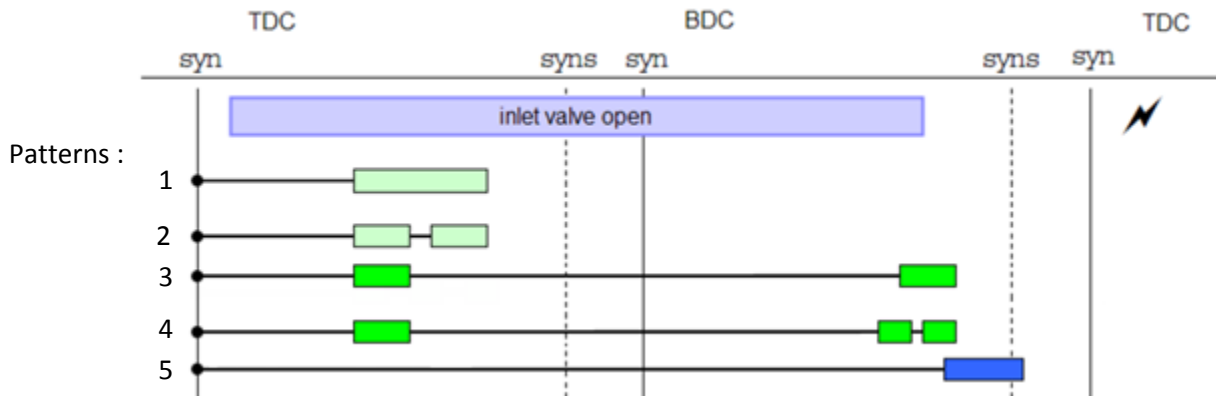 TDC BDC TDC
syn syns syn syns syn
inlet valve open
Patterns :
1
2
3
4
5